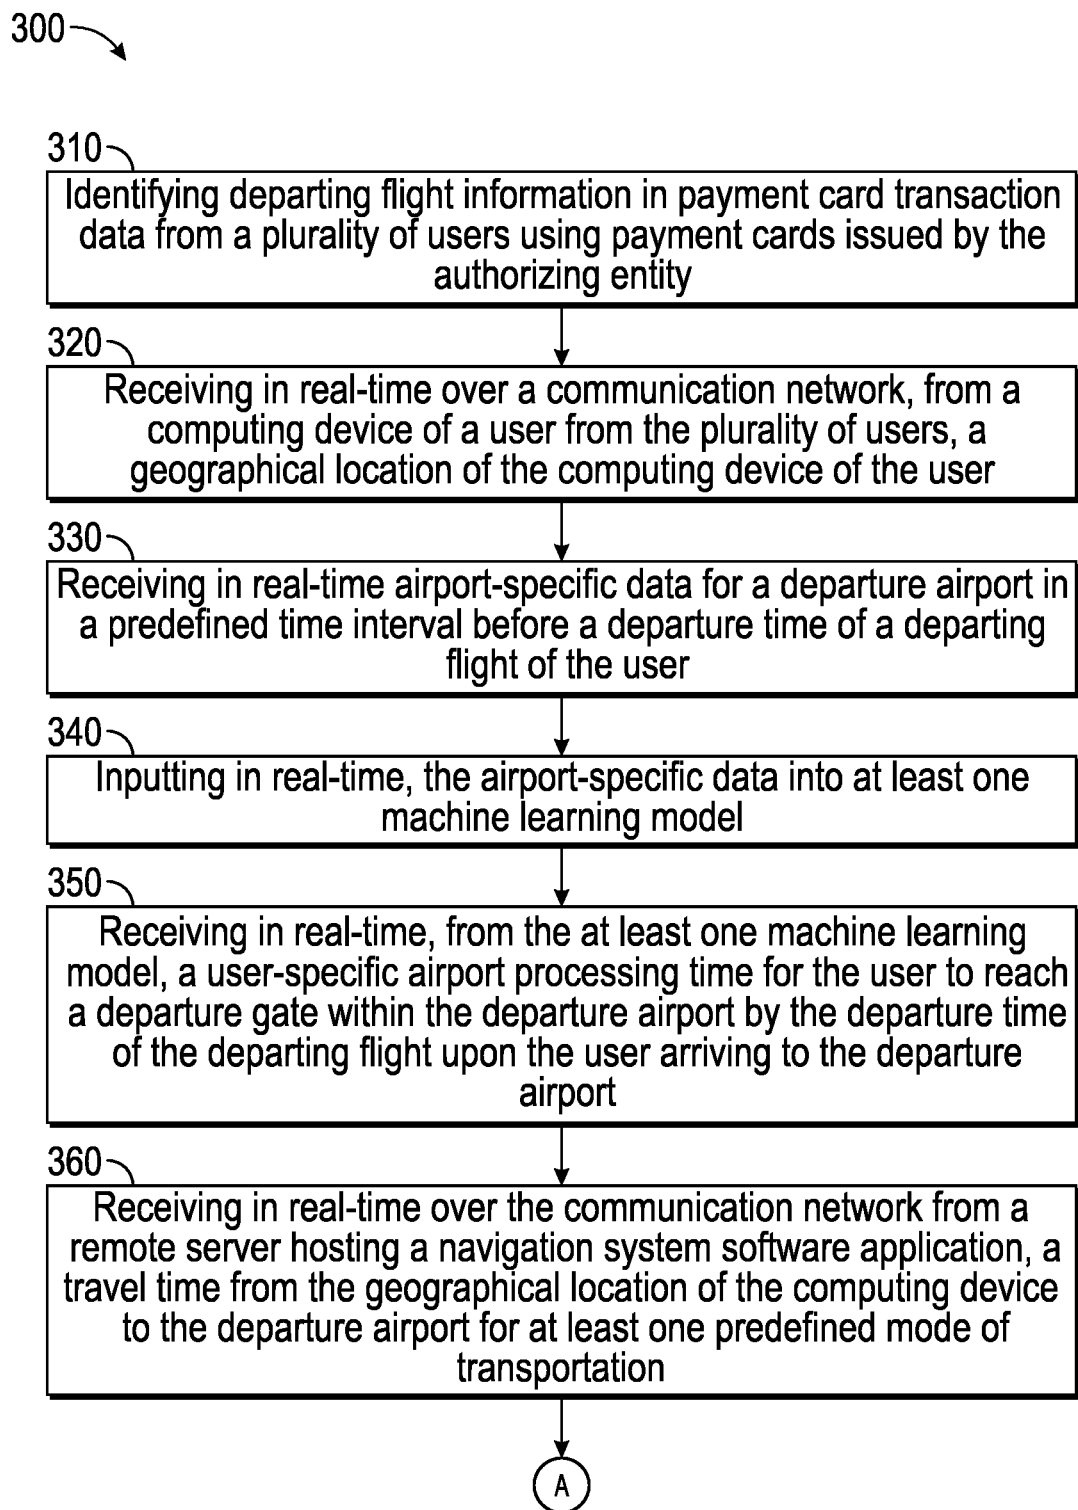 300
310
Identifying departing flight information in payment card transaction
data from a plurality of users using payment cards issued by the
authorizing entity
320
Receiving in real-time over a communication network, from a
computing device of a user from the plurality of users, a
geographical location of the computing device of the user
330
Receiving in real-time airport-specific data for a departure airport in
a predefined time interval before a departure time of a departing
flight of the user
340
Inputting in real-time, the airport-specific data into at least one
machine learning model
350
Receiving in real-time, from the at least one machine learning
model, a user-specific airport processing time for the user to reach
a departure gate within the departure airport by the departure time
of the departing flight upon the user arriving to the departure
airport
360
Receiving in real-time over the communication network from a
remote server hosting a navigation system software application, a
travel time from the geographical location of the computing device
to the departure airport for at least one predefined mode of
transportation
A